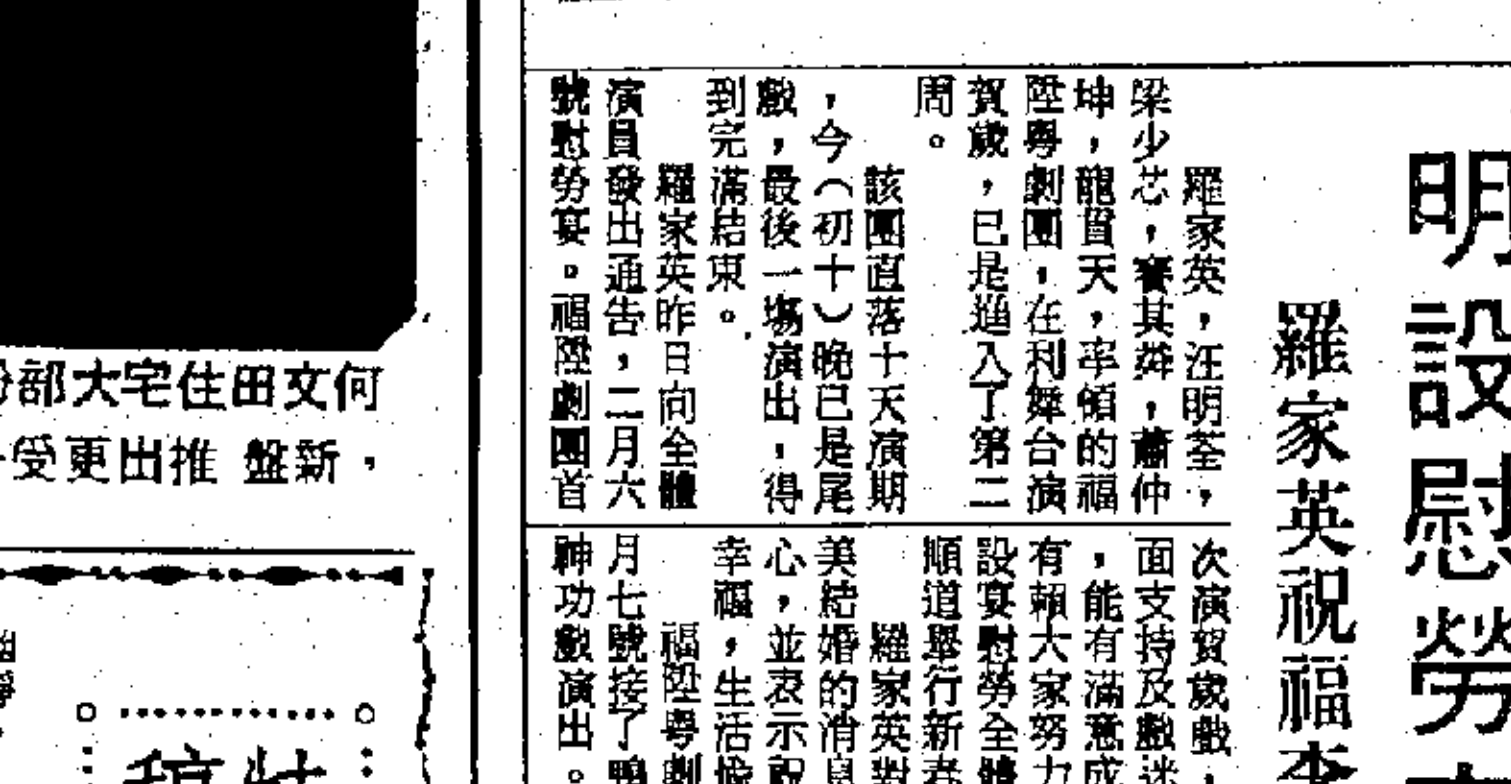 明設慰勞
羅家英祝福李
羅家英，汪明荃，
梁少芯，賽其犇，蕭仲
坤，龍貫天，率領的福
陞粵劇團，在利舞台演
賀歲，已是進入了第二
周。
該團直落十天演期
，今（初十）晚已是尾
戲，最後一場演出，得
到完滿結束。
羅家英昨日向全體
演員發出通告，二月六
號慰勞宴。福陞劇團首
次演賀歲戲，
面支持及戲迷
，能有滿意成
有賴大家努力
設宴慰勞全體
順道舉行新春
羅家英對
美結婚的消息
心，並表示祝
幸福，生活愉
福陞粵劇
月七號接了鴨
神功戲演出。
何文田住宅大部份
，新盤 推出更受